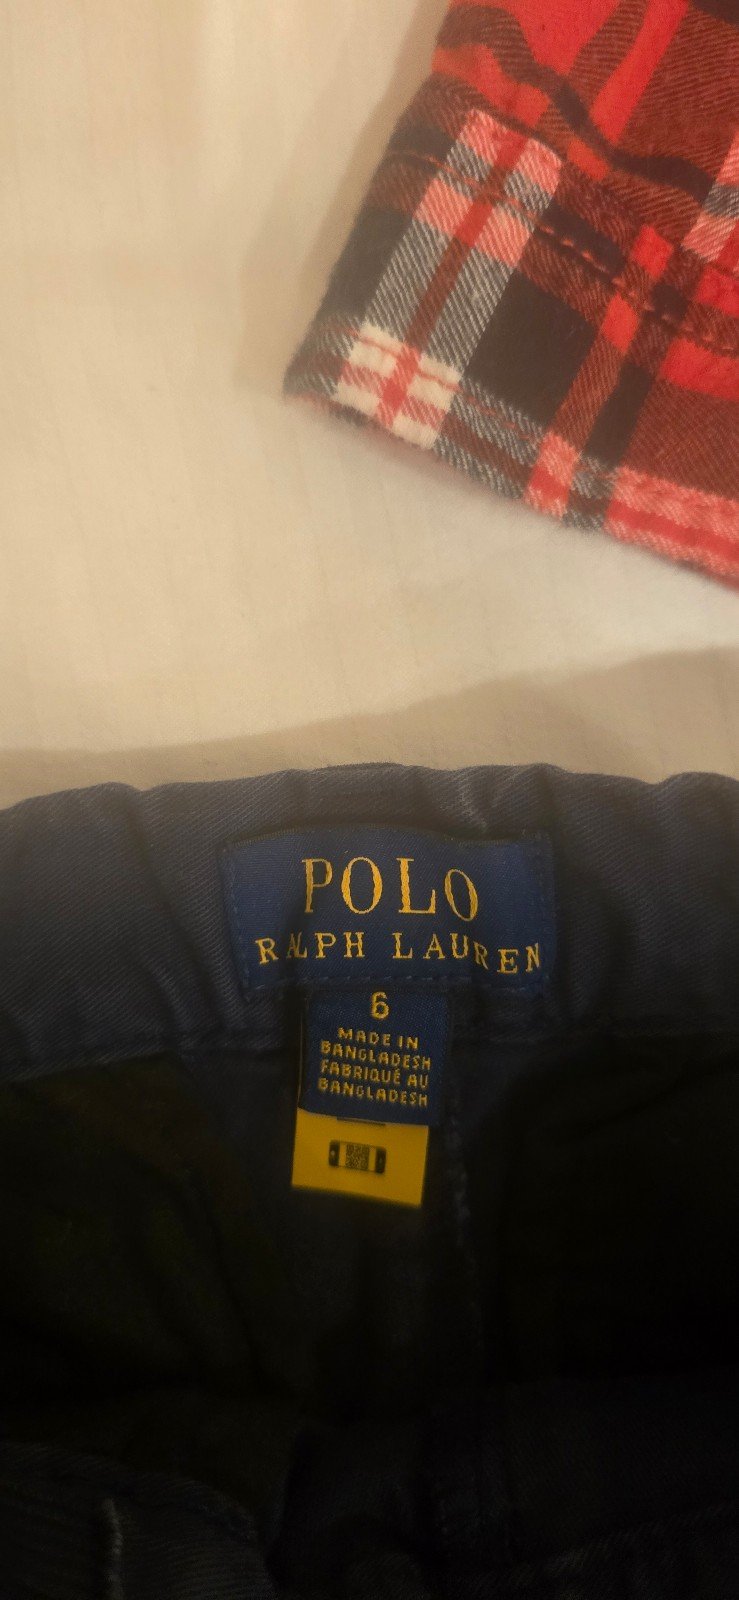 POLO
RALPH LAUREN
6
MADE IN
BANGLADESH
FABRIQUÉ AU
BANGLADESH